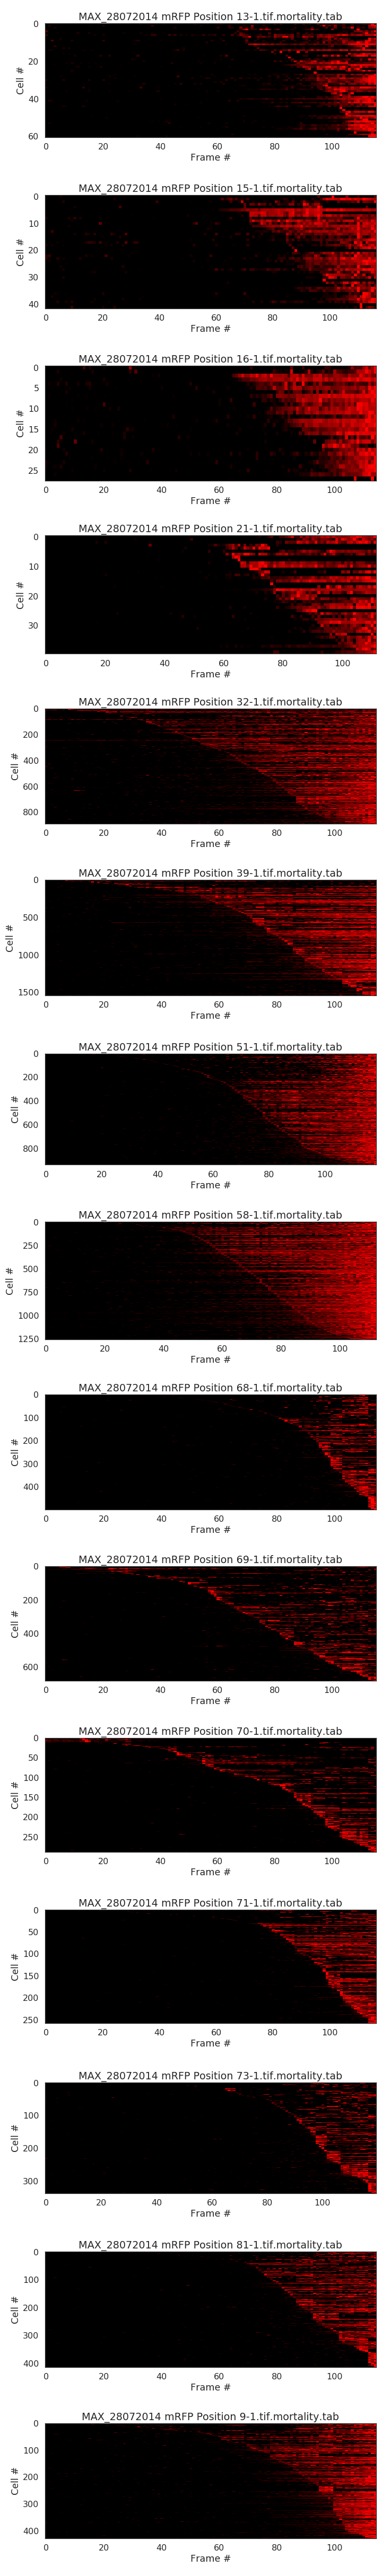 MAX_28072014 mRFP Position 13-1.tif.mortality.tab
0
20
40
60
Cell #
0 20 40 60 80 100
Frame #
MAX_28072014 mRFP Position 15-1.tif.mortality.tab
0
10
20
30
40
Cell #
0 20 40 60 80 100
Frame #
MAX_28072014 mRFP Position 16-1.tif.mortality.tab
0
5
10
15
20
25
Cell #
0 20 40 60 80 100
Frame #
MAX_28072014 mRFP Position 21-1.tif.mortality.tab
0
10
20
30
Cell #
0 20 40 60 80 100
Frame #
MAX_28072014 mRFP Position 32-1.tif.mortality.tab
0
200
400
600
800
Cell #
0 20 40 60 80 100
Frame #
MAX_28072014 mRFP Position 39-1.tif.mortality.tab
0
500
1000
1500
Cell #
0 20 40 60 80 100
Frame #
MAX_28072014 mRFP Position 51-1.tif.mortality.tab
0
200
400
600
800
Cell #
0 20 40 60 80 100
Frame #
MAX_28072014 mRFP Position 58-1.tif.mortality.tab
0
250
500
750
1000
1250
Cell #
0 20 40 60 80 100
Frame #
MAX_28072014 mRFP Position 68-1.tif.mortality.tab
0
100
200
300
400
Cell #
0 20 40 60 80 100
Frame #
MAX_28072014 mRFP Position 69-1.tif.mortality.tab
0
200
400
600
Cell #
0 20 40 60 80 100
Frame #
MAX_28072014 mRFP Position 70-1.tif.mortality.tab
0
50
100
150
200
250
Cell #
0 20 40 60 80 100
Frame #
MAX_28072014 mRFP Position 71-1.tif.mortality.tab
0
50
100
150
200
250
Cell #
0 20 40 60 80 100
Frame #
MAX_28072014 mRFP Position 73-1.tif.mortality.tab
0
100
200
300
Cell #
0 20 40 60 80 100
Frame #
MAX_28072014 mRFP Position 81-1.tif.mortality.tab
0
100
200
300
400
Cell #
0 20 40 60 80 100
Frame #
MAX_28072014 mRFP Position 9-1.tif.mortality.tab
0
100
200
300
400
Cell #
0 20 40 60 80 100
Frame #